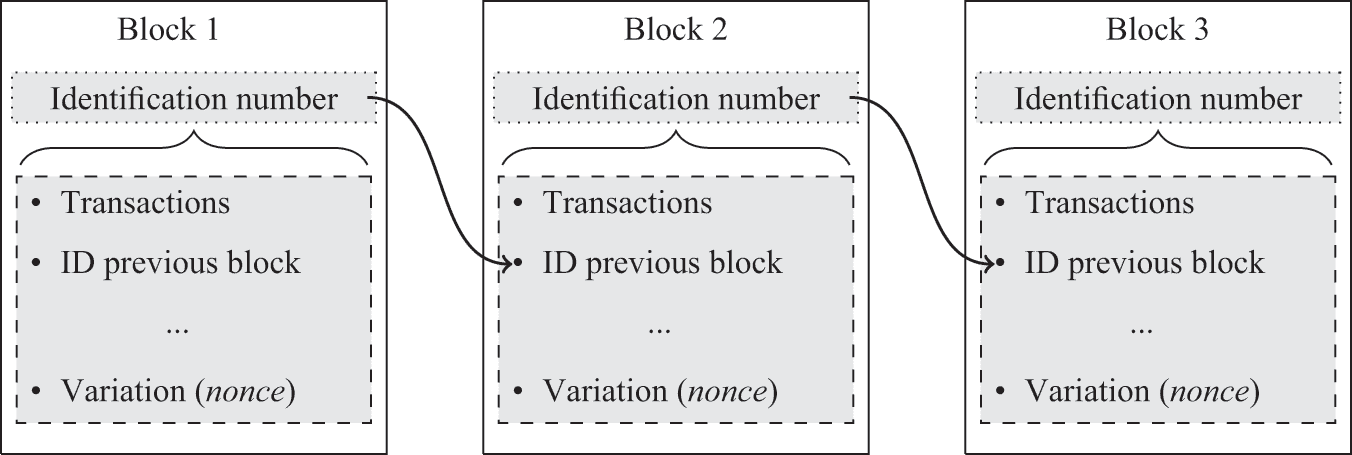 Block 1
Identification number
• Transactions
• ID previous block
...
• Variation (nonce)
Block 2
Identification number
• Transactions
• ID previous block
...
• Variation (nonce)
Block 3
Identification number
• Transactions
• ID previous block
...
• Variation (nonce)